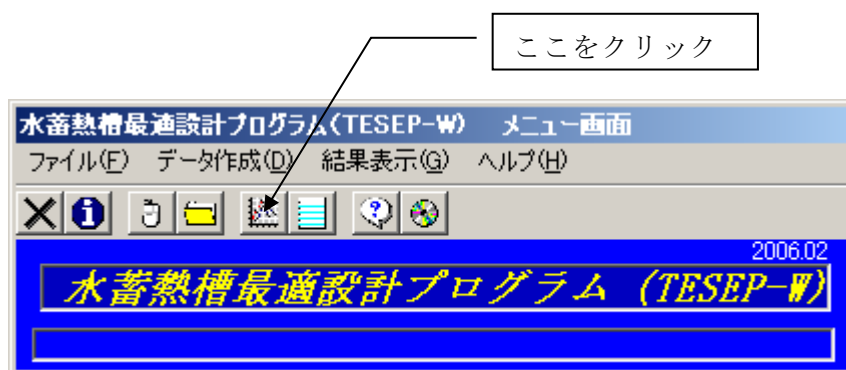 ここをクリック
水蓄熱槽最適設計プログラム(TESEP-W) メニュー画面
ファイル(F) データ作成(D) 結果表示(G) ヘルプ(H)
2006.02
水蓄熱槽最適設計プログラム (TESEP-W)